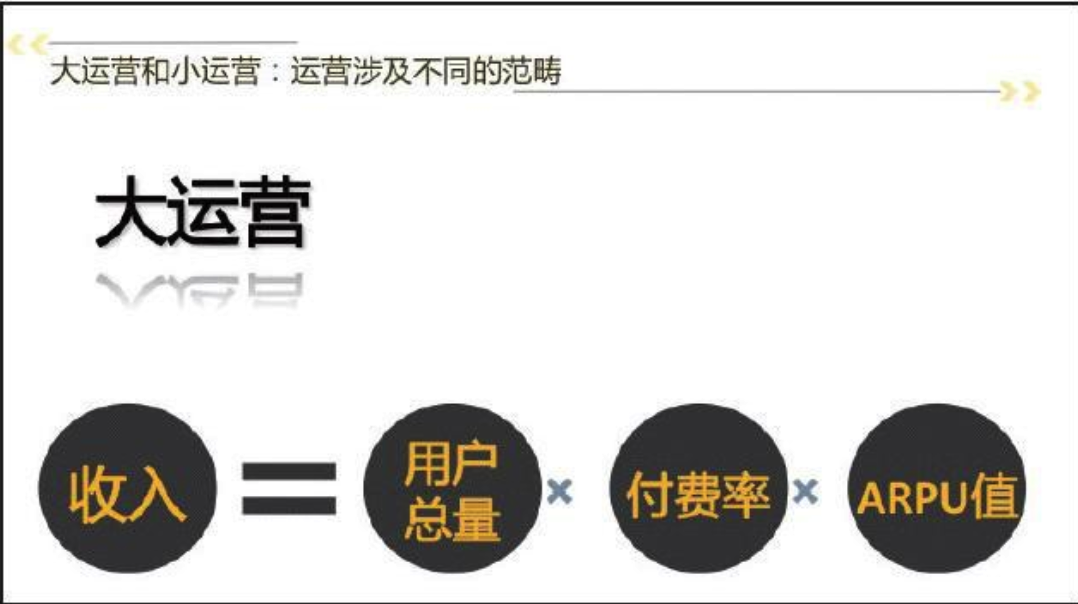 大运营和小运营：运营涉及不同的范畴
大运营
收入 = 用户总量 × 付费率 × ARPU值